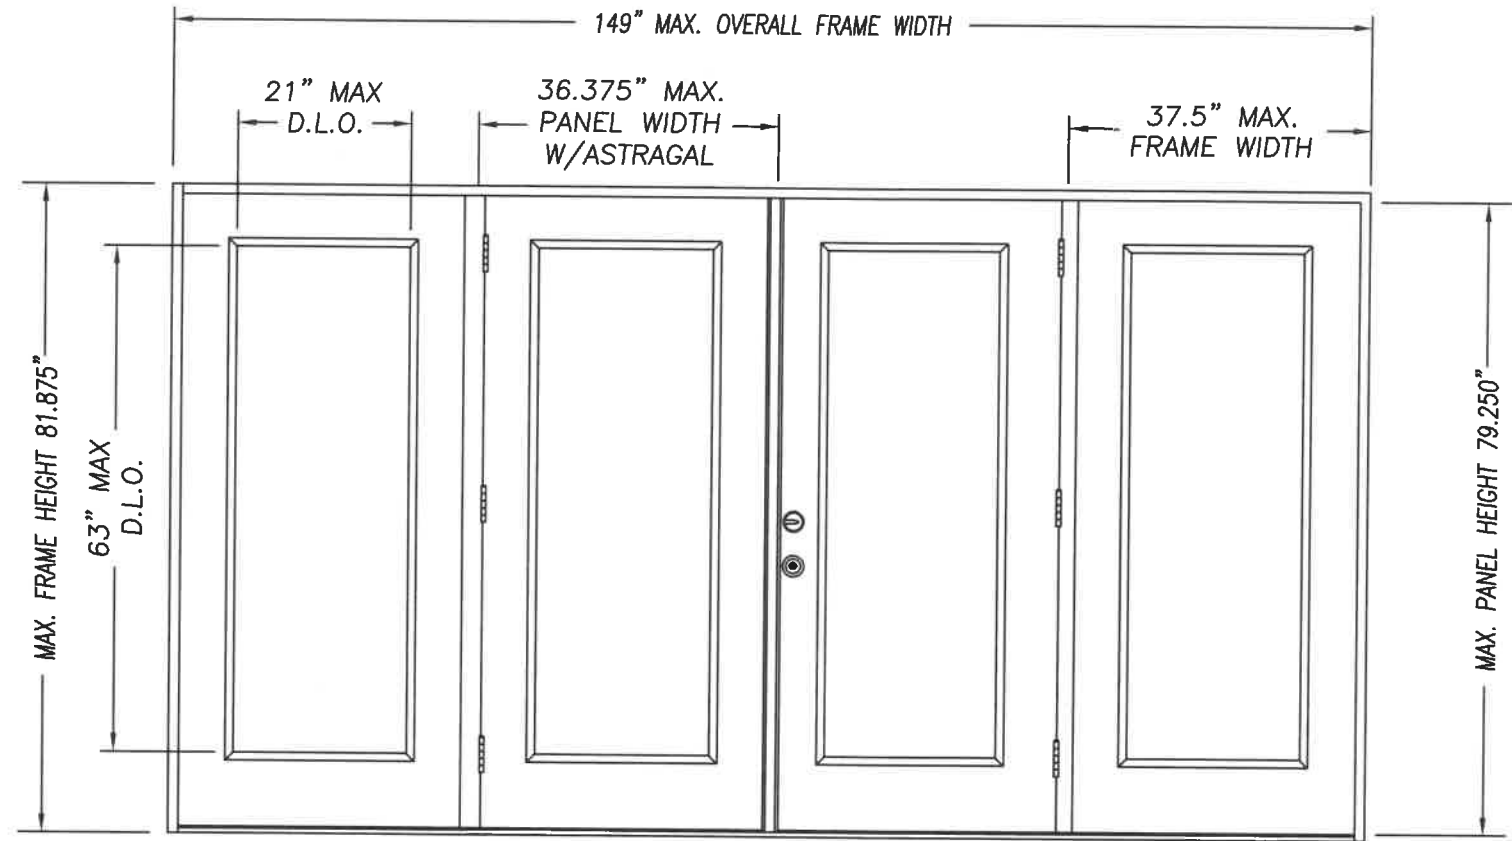 149" MAX. OVERALL FRAME WIDTH
21" MAX
D.L.O.
36.375" MAX.
PANEL WIDTH
W/ASTRAGAL
37.5" MAX.
FRAME WIDTH
MAX. FRAME HEIGHT 81.875"
63" MAX
D.L.O.
MAX. PANEL HEIGHT 79.250"